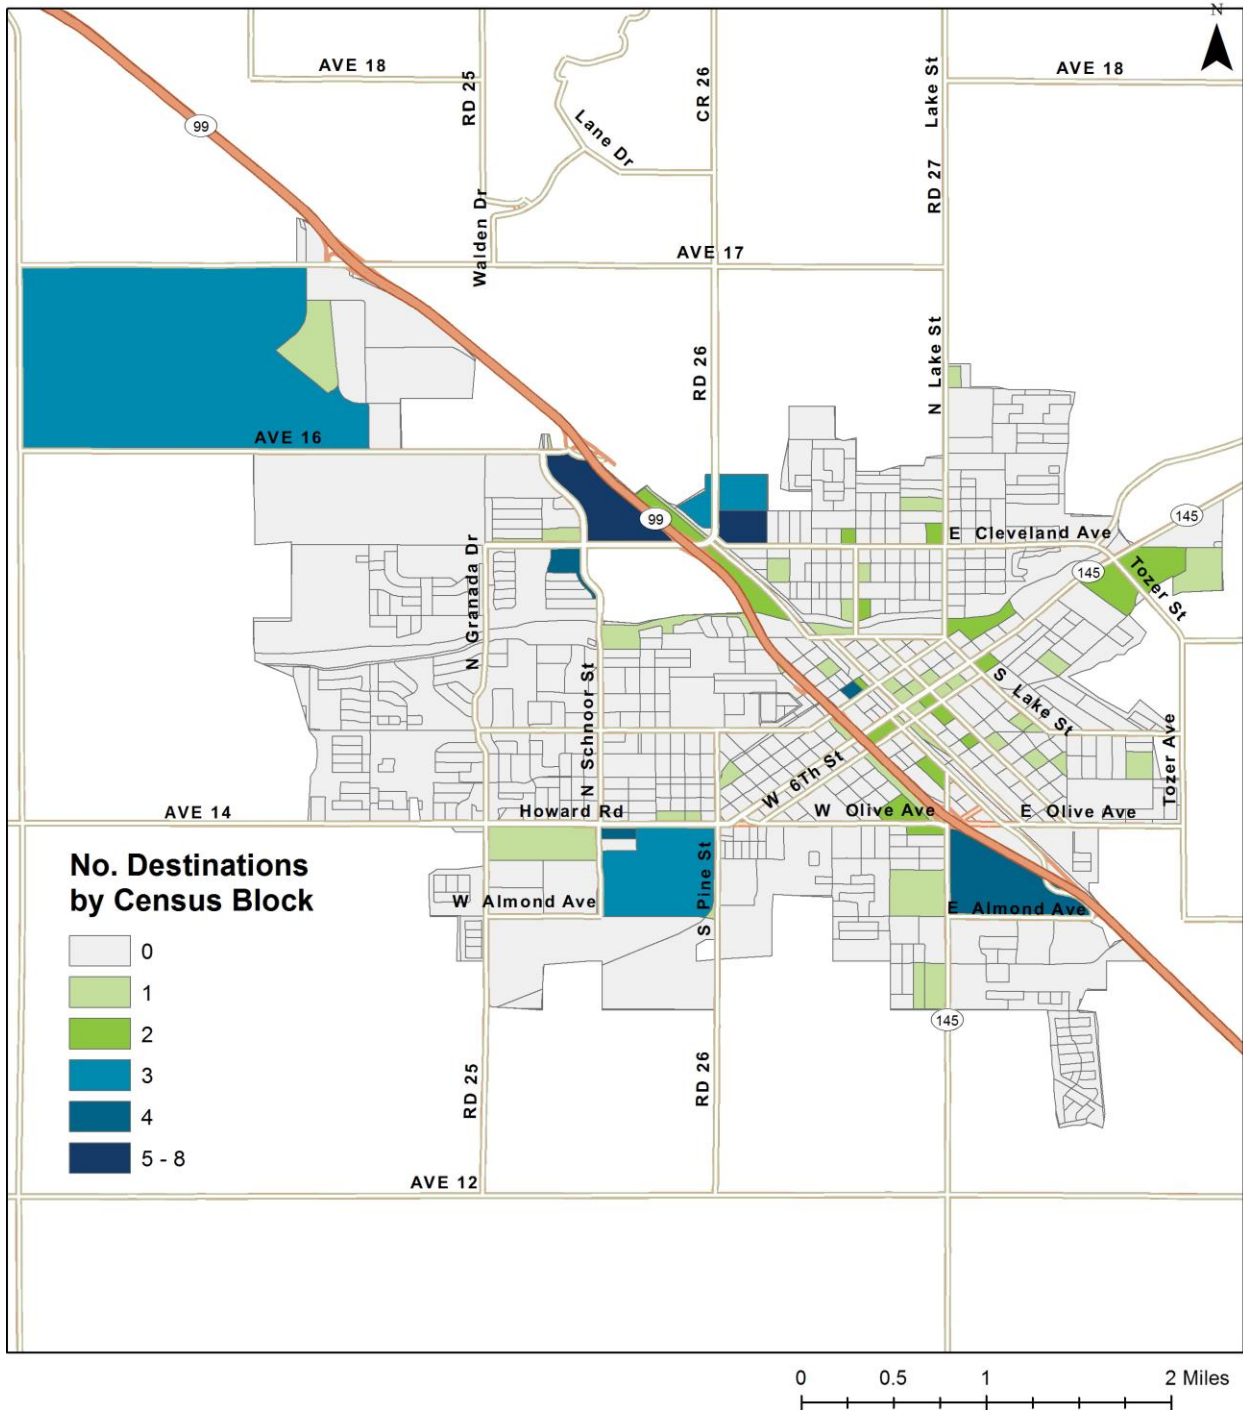 N
AVE 18
RD 25
CR 26
Lake St
AVE 18
99
Lane Dr
RD 27
Walden Dr
AVE 17
RD 26
N Lake St
AVE 16
99
145
E Cleveland Ave
145
Tozer St
N Granada Dr
N Schnoor St
S Lake St
Tozer Ave
W 6Th St
AVE 14
Howard Rd
W Olive Ave
E Olive Ave
No. Destinations
by Census Block
0
1
2
3
4
5 - 8
W Almond Ave
S Pine St
E Almond Ave
145
RD 25
RD 26
AVE 12
0 0.5 1 2 Miles